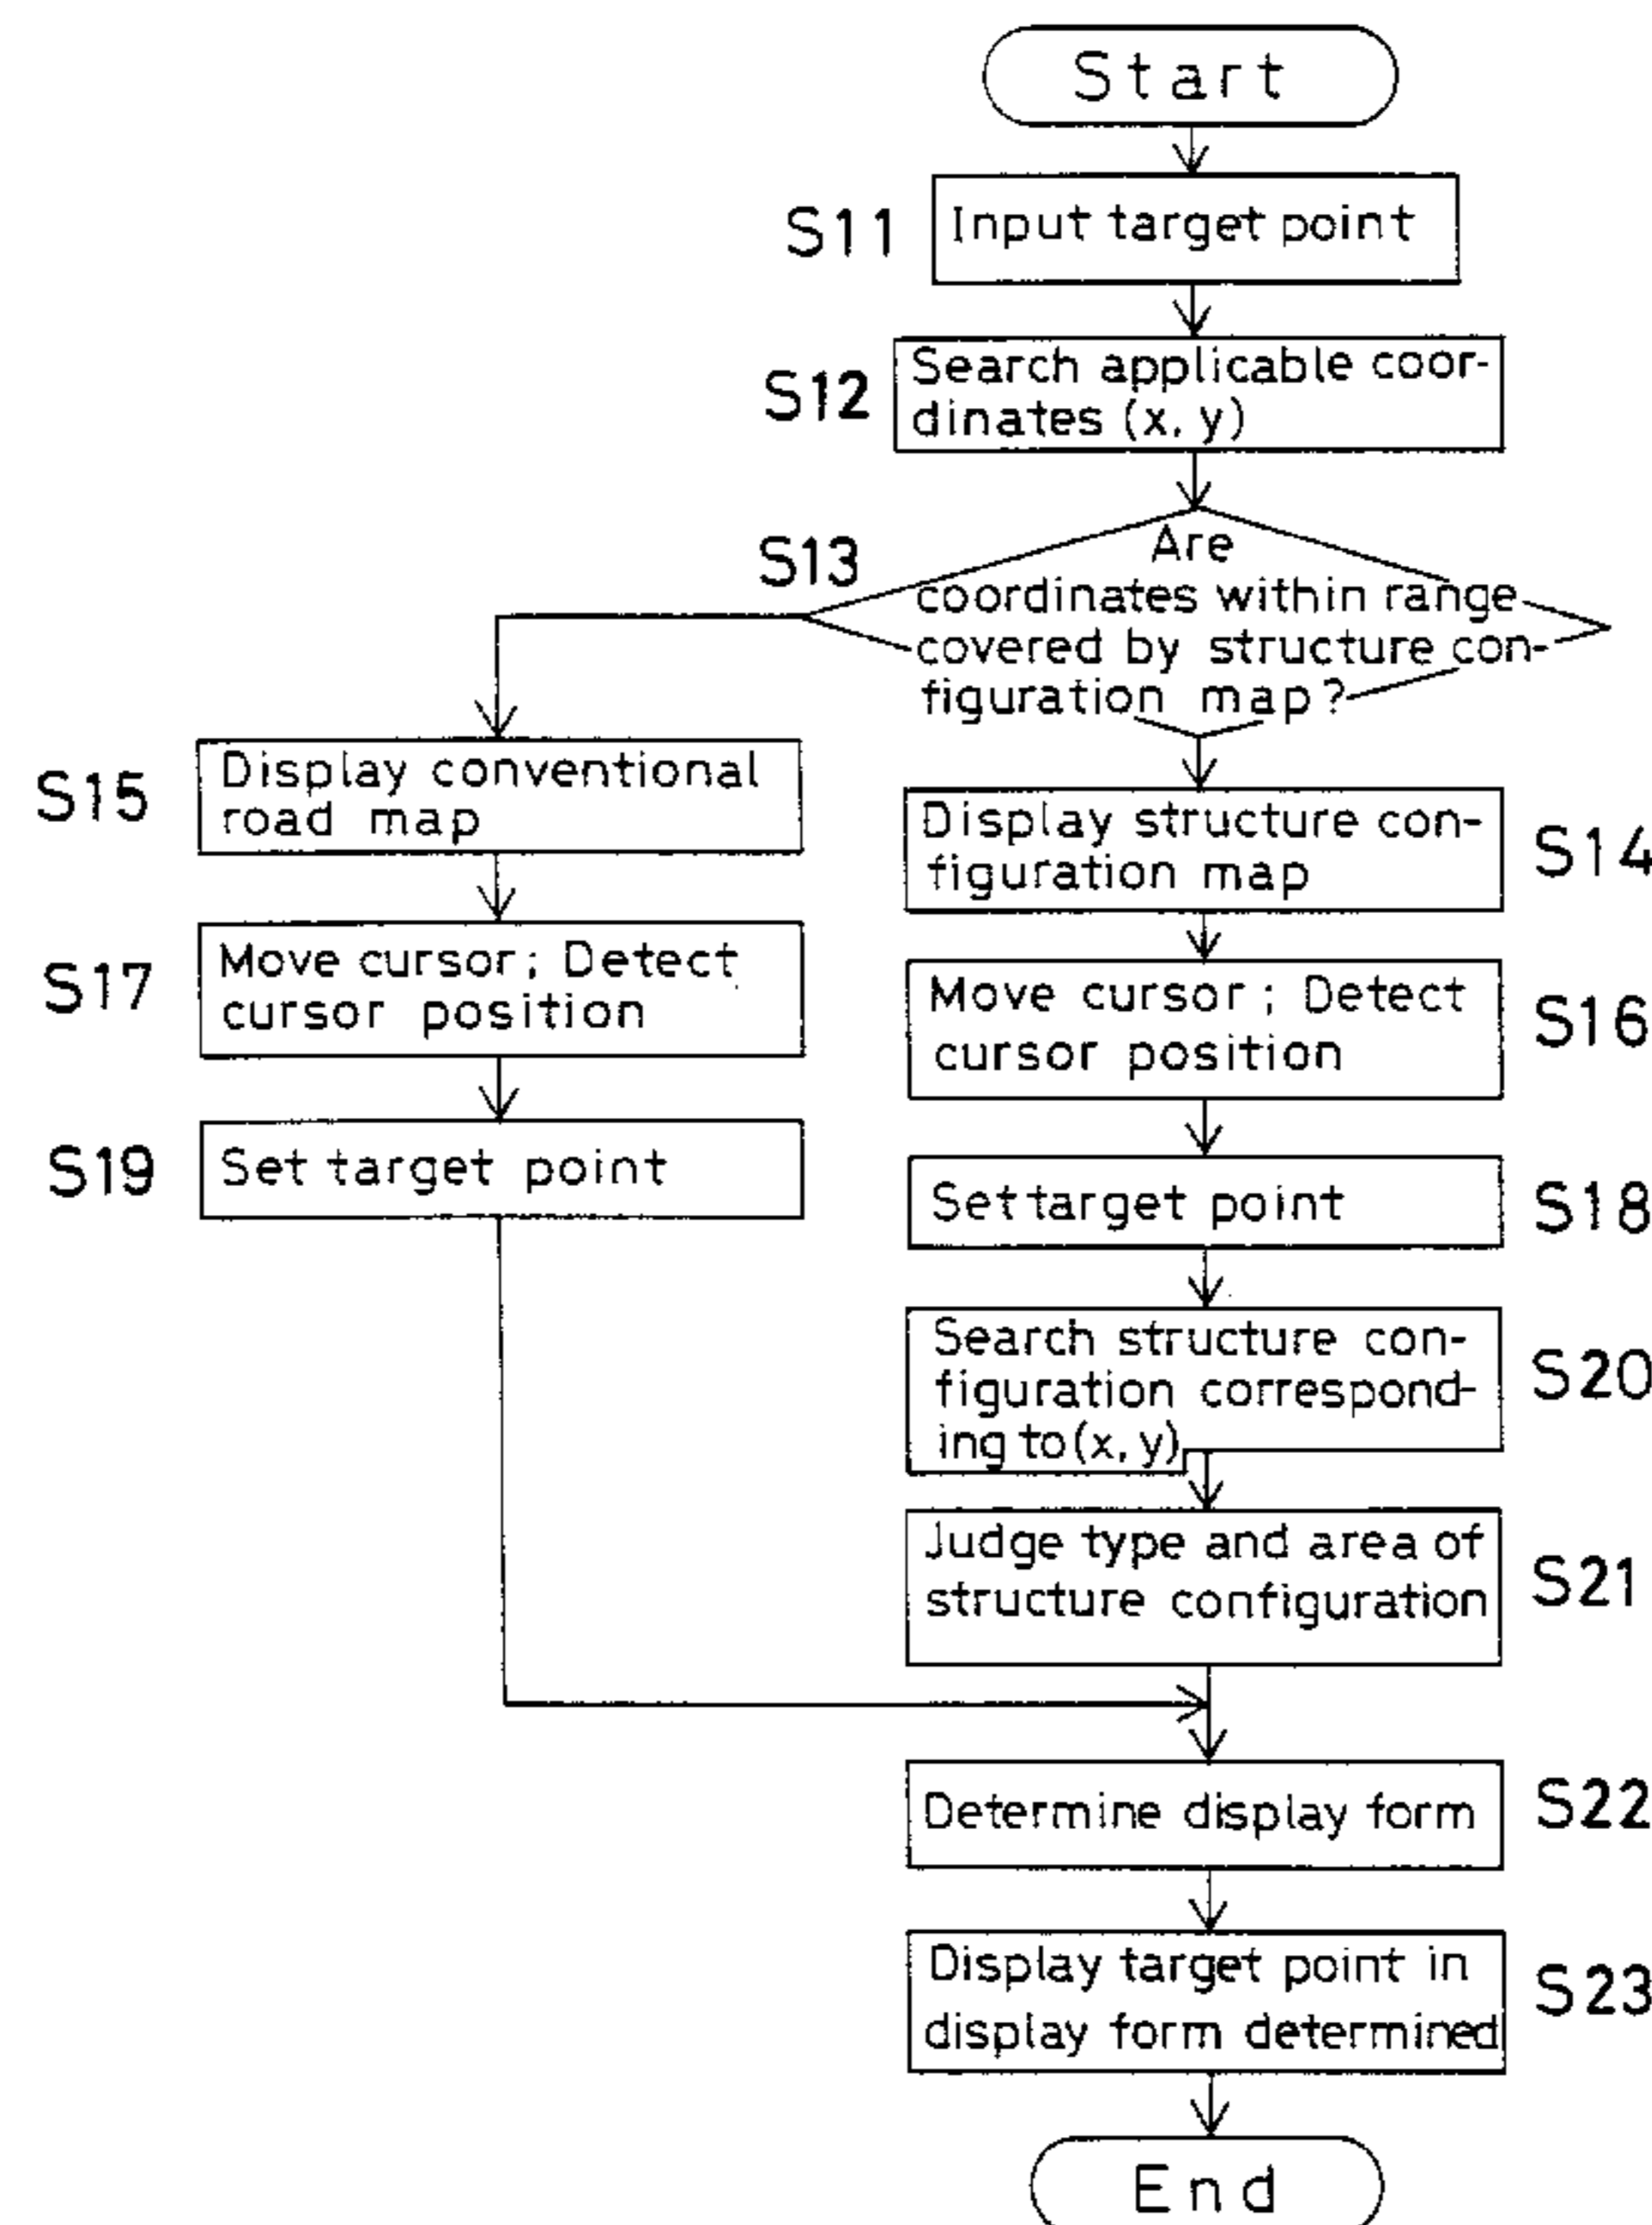 Start
S11
Input target point
S12
Search applicable coor-
dinates (x, y)
S13
Are
coordinates within range
covered by structure con-
figuration map?
S15
Display conventional
road map
S14
Display structure con-
figuration map
S17
Move cursor; Detect
cursor position
S16
Move cursor; Detect
cursor position
S19
Set target point
S18
Set target point
S20
Search structure con-
figuration correspond-
ing to (x, y)
S21
Judge type and area of
structure configuration
S22
Determine display form
S23
Display target point in
display form determined
End